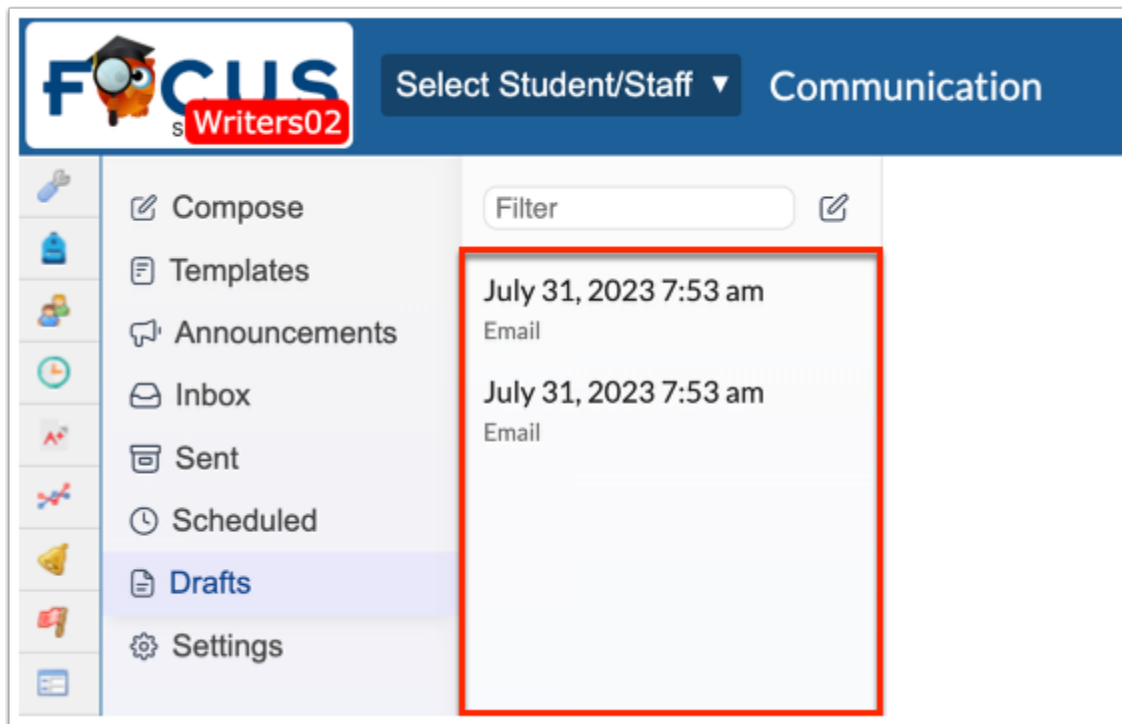 FOCUS
S
Writers02
Select Student/Staff ▼
Communication
Compose
Templates
Announcements
Inbox
Sent
Scheduled
Drafts
Settings
Filter
July 31, 2023 7:53 am
Email
July 31, 2023 7:53 am
Email
A+